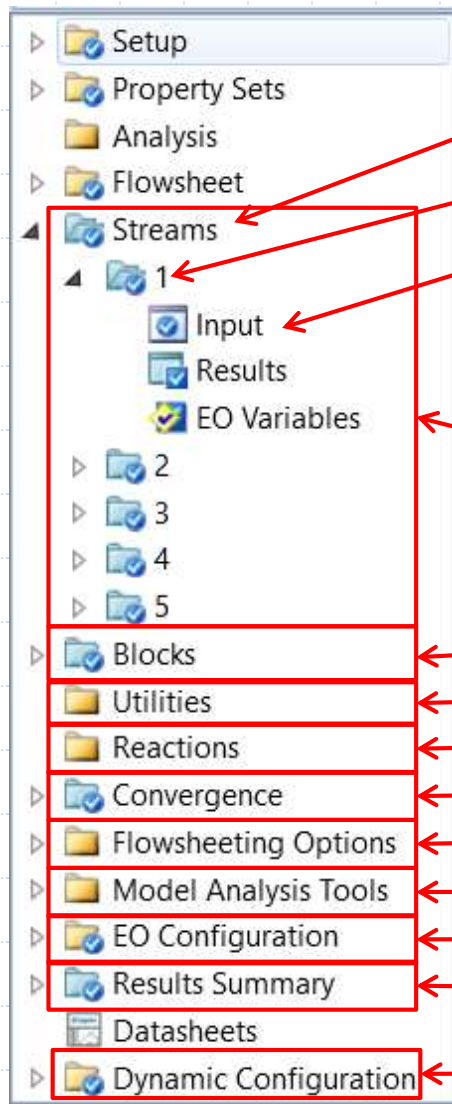 Setup
Property Sets
Analysis
Flowsheet
Streams
1
Input
Results
EO Variables
2
3
4
5
Blocks
Utilities
Reactions
Convergence
Flowsheeting Options
Model Analysis Tools
EO Configuration
Results Summary
Datasheets
Dynamic Configuration